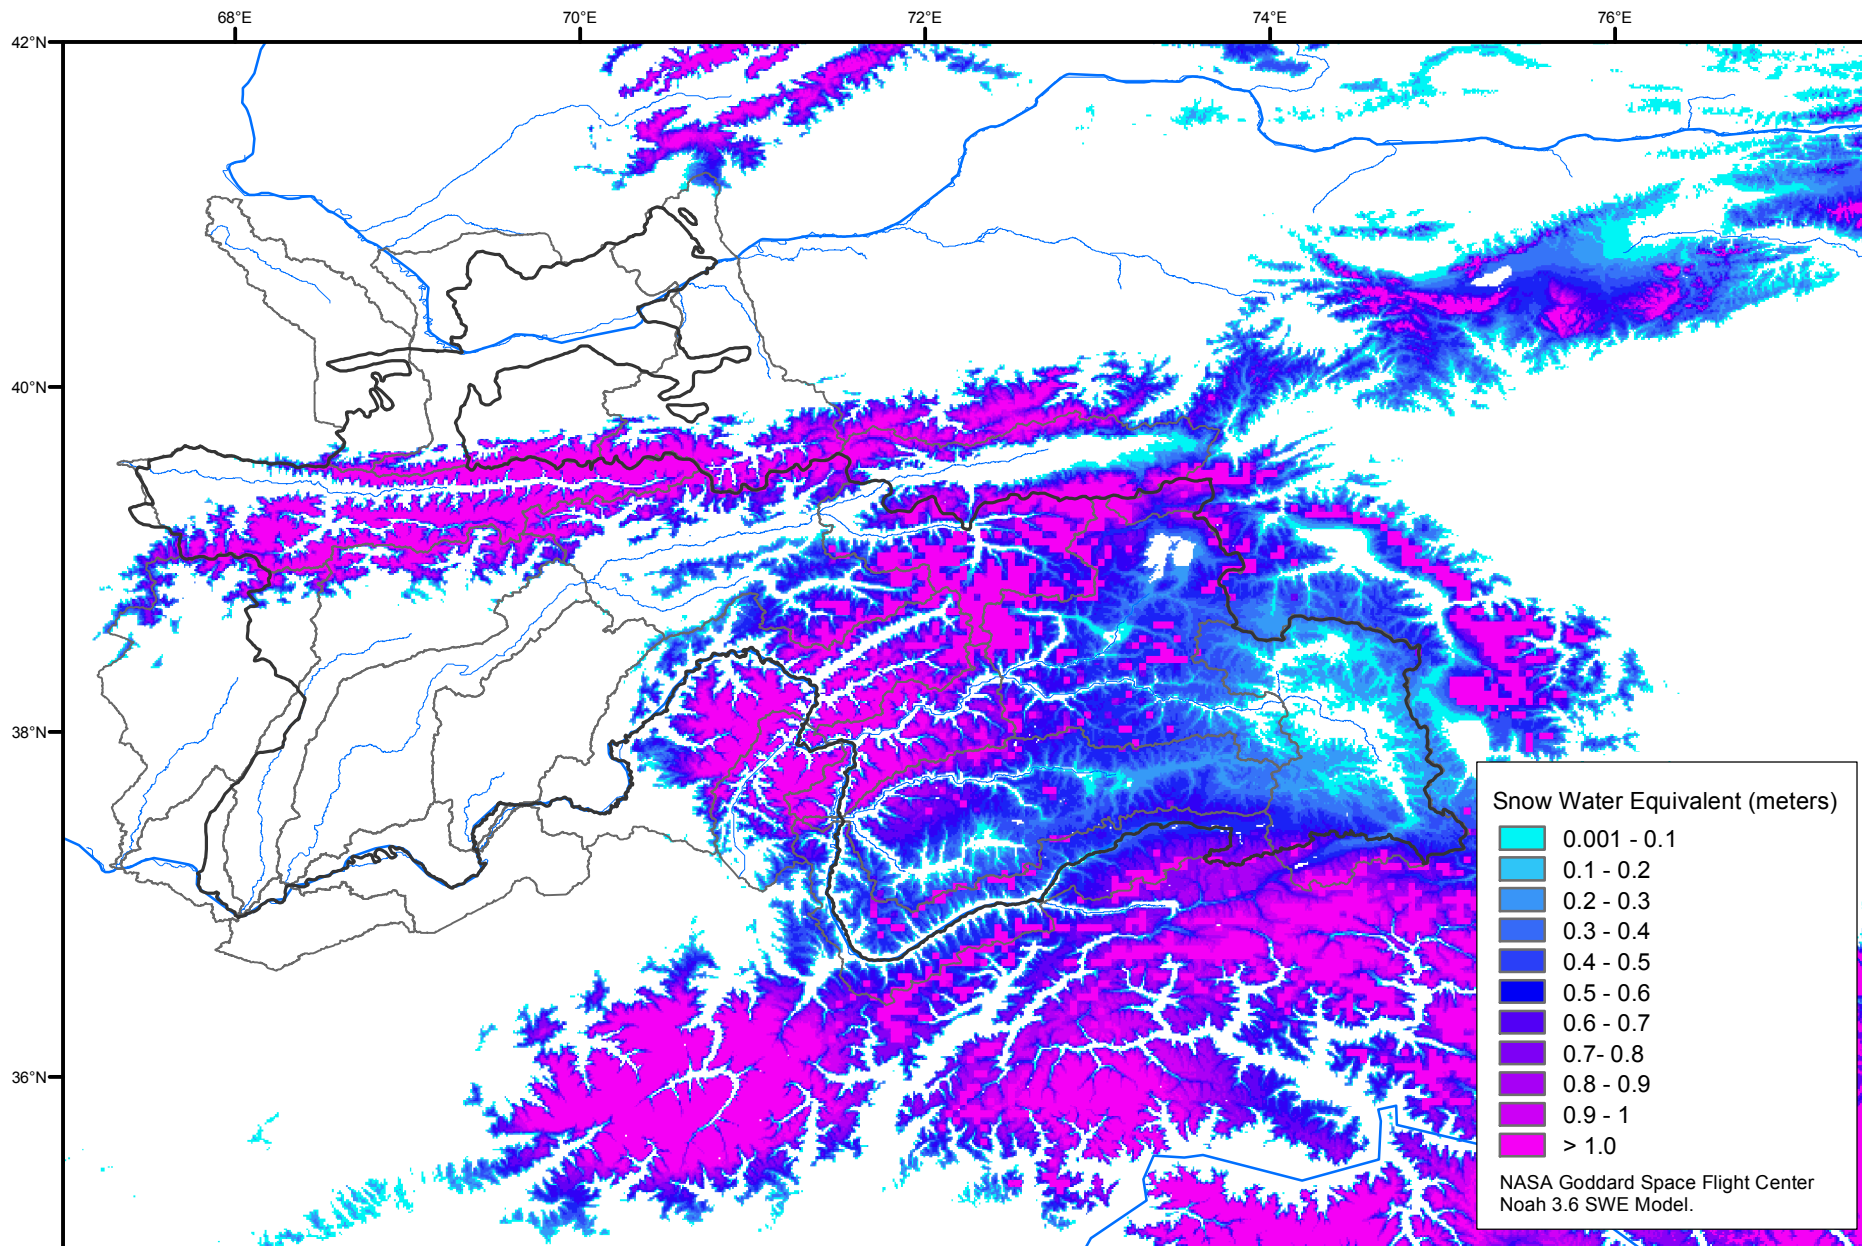 68°E
70°E
72°E
74°E
76°E
42°N
40°N
38°N
36°N
Snow Water Equivalent (meters)
0.001 - 0.1
0.1 - 0.2
0.2 - 0.3
0.3 - 0.4
0.4 - 0.5
0.5 - 0.6
0.6 - 0.7
0.7- 0.8
0.8 - 0.9
0.9 - 1
> 1.0
NASA Goddard Space Flight Center
Noah 3.6 SWE Model.